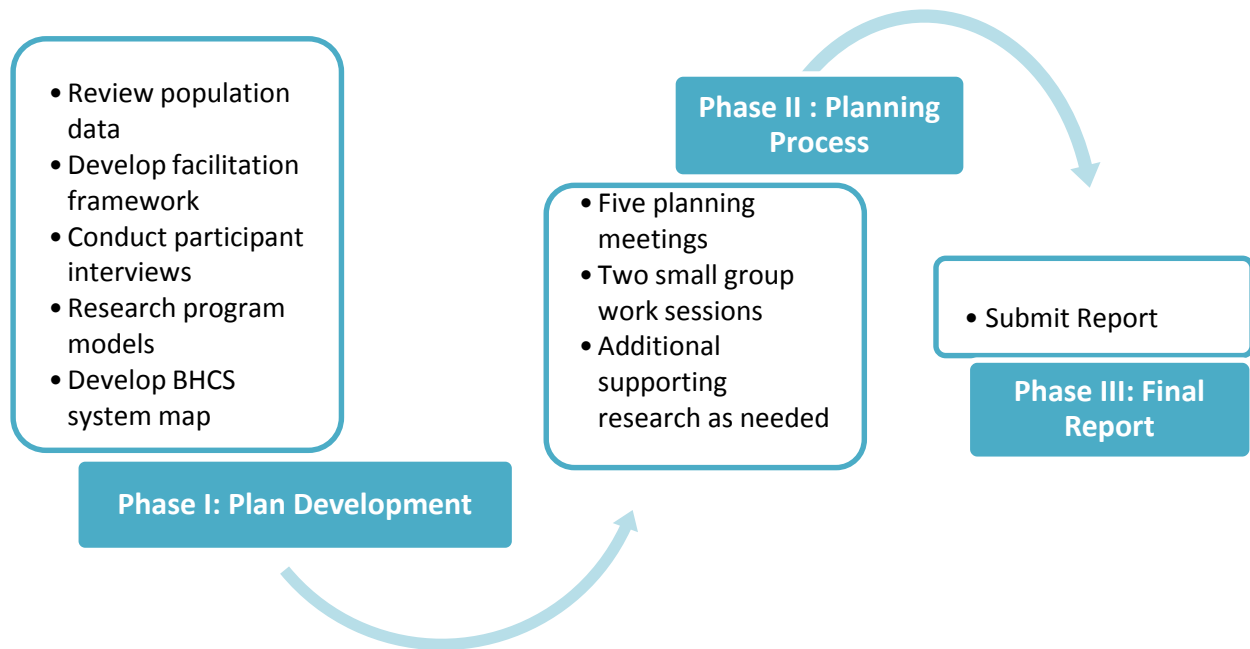 • Review population
data
• Develop facilitation
framework
• Conduct participant
interviews
• Research program
models
• Develop BHCS
system map
Phase I: Plan Development
Phase II : Planning
Process
• Five planning
meetings
• Two small group
work sessions
• Additional
supporting
research as needed
• Submit Report
Phase III: Final
Report